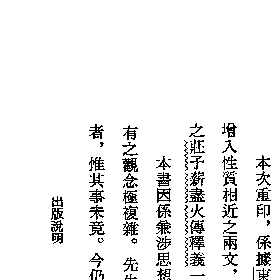 本次重印，係據東
增入性質相近之兩文，
之莊子薪盡火傳釋義一
本書因係兼涉思想
有之觀念極複雜。先生
者，惟其事未竟。今仍
出版說明